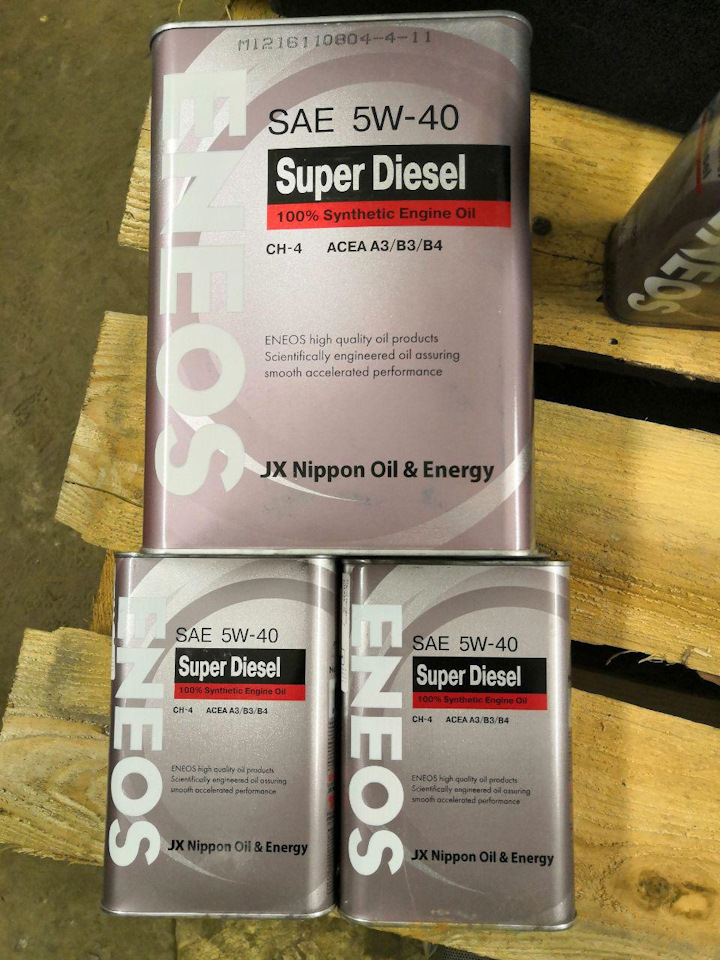 M1216110804-4-11
ENEOS
SAE 5W-40
Super Diesel
100% Synthetic Engine Oil
CH-4 ACEA A3/B3/B4
ENEOS high quality oil products
Scientifically engineered oil assuring
smooth accelerated performance
JX Nippon Oil & Energy
ENEOS
SAE 5W-40
Super Diesel
100% Synthetic Engine Oil
CH-4 ACEA A3/B3/B4
ENEOS high quality oil products
Scientifically engineered oil assuring
smooth accelerated performance
JX Nippon Oil & Energy
ENEOS
SAE 5W-40
Super Diesel
100% Synthetic Engine Oil
CH-4 ACEA A3/B3/B4
ENEOS high quality oil products
Scientifically engineered oil assuring
smooth accelerated performance
JX Nippon Oil & Energy